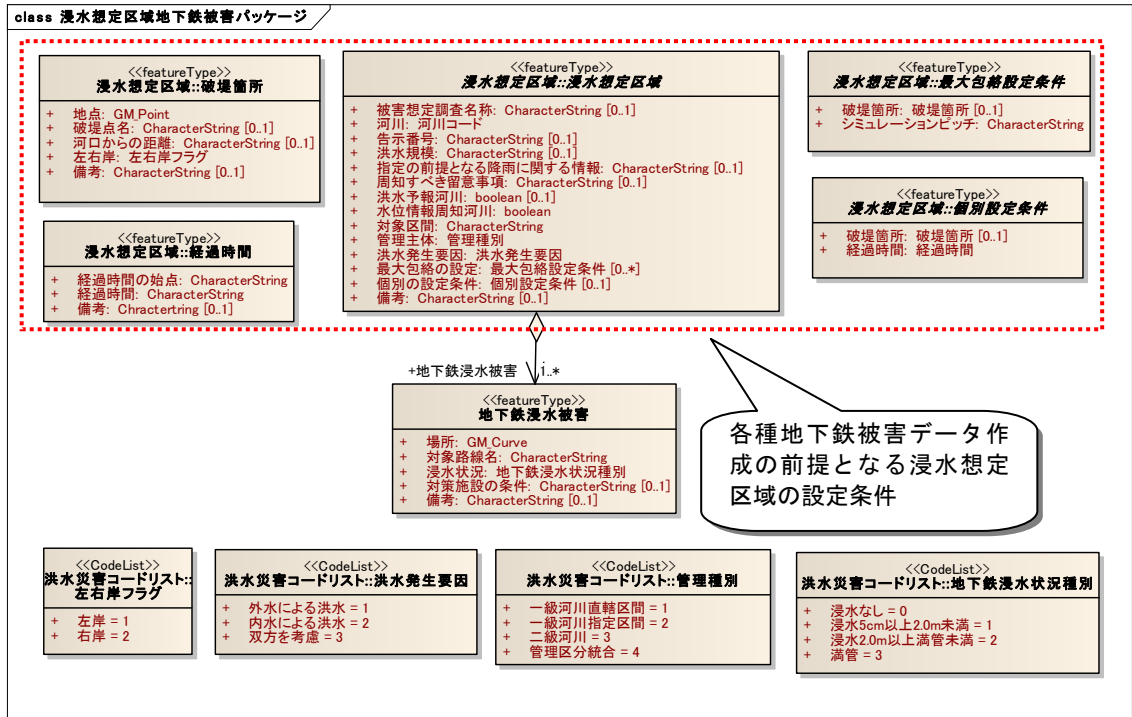 class 浸水想定区域地下鉄被害パッケージ
<<featureType>>
浸水想定区域::破堤箇所
+ 地点: GM_Point
+ 破堤点名: CharacterString [0..1]
+ 河口からの距離: CharacterString [0..1]
+ 左右岸: 左右岸フラグ
+ 備考: CharacterString [0..1]
<<featureType>>
浸水想定区域::経過時間
+ 経過時間の始点: CharacterString
+ 経過時間: CharacterString
+ 備考: Chractertring [0..1]
<<featureType>>
浸水想定区域::浸水想定区域
+ 被害想定調査名称: CharacterString [0..1]
+ 河川: 河川コード
+ 告示番号: CharacterString [0..1]
+ 洪水規模: CharacterString [0..1]
+ 指定の前提となる降雨に関する情報: CharacterString [0..1]
+ 周知すべき留意事項: CharacterString [0..1]
+ 洪水予報河川: boolean [0..1]
+ 水位情報周知河川: boolean
+ 対象区間: CharacterString
+ 管理主体: 管理種別
+ 洪水発生要因: 洪水発生要因
+ 最大包絡の設定: 最大包絡設定条件 [0..*]
+ 個別の設定条件: 個別設定条件 [0..1]
+ 備考: CharacterString [0..1]
<<featureType>>
浸水想定区域::最大包絡設定条件
+ 破堤箇所: 破堤箇所 [0..1]
+ シミュレーションピッチ: CharacterString
<<featureType>>
浸水想定区域::個別設定条件
+ 破堤箇所: 破堤箇所 [0..1]
+ 経過時間: 経過時間
+地下鉄浸水被害 1..*
<<featureType>>
地下鉄浸水被害
+ 場所: GM_Curve
+ 対象路線名: CharacterString
+ 浸水状況: 地下鉄浸水状況種別
+ 対策施設の条件: CharacterString [0..1]
+ 備考: CharacterString [0..1]
各種地下鉄被害データ作
成の前提となる浸水想定
区域の設定条件
<<CodeList>>
洪水災害コードリスト::
左右岸フラグ
+ 左岸 = 1
+ 右岸 = 2
<<CodeList>>
洪水災害コードリスト::洪水発生要因
+ 外水による洪水 = 1
+ 内水による洪水 = 2
+ 双方を考慮 = 3
<<CodeList>>
洪水災害コードリスト::管理種別
+ 一級河川直轄区間 = 1
+ 一級河川指定区間 = 2
+ 二級河川 = 3
+ 管理区分統合 = 4
<<CodeList>>
洪水災害コードリスト::地下鉄浸水状況種別
+ 浸水なし = 0
+ 浸水5cm以上2.0m未満 = 1
+ 浸水2.0m以上満管未満 = 2
+ 満管 = 3